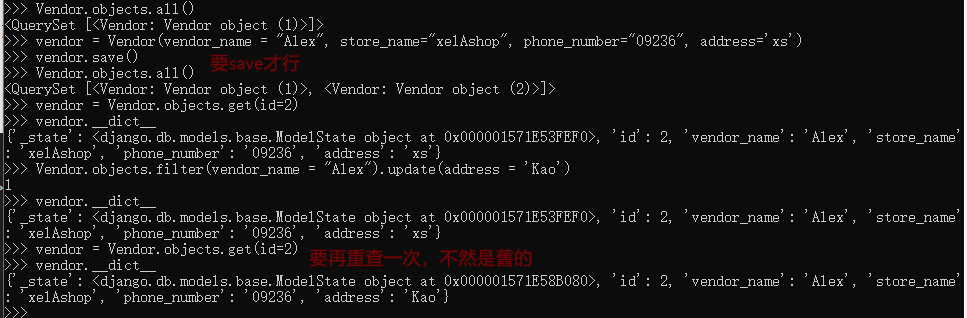 >>> Vendor.objects.all()
<QuerySet [<Vendor: Vendor object (1)>]>
>>> vendor = Vendor(vendor_name = "Alex", store_name="xelAshop", phone_number="09236", address='xs')
>>> vendor.save()
要save才行
>>> Vendor.objects.all()
<QuerySet [<Vendor: Vendor object (1)>, <Vendor: Vendor object (2)>]>
>>> vendor = Vendor.objects.get(id=2)
>>> vendor.__dict__
{'_state': <django.db.models.base.ModelState object at 0x000001571E53FEF0>, 'id': 2, 'vendor_name': 'Alex', 'store_name'
: 'xelAshop', 'phone_number': '09236', 'address': 'xs'}
>>> Vendor.objects.filter(vendor_name = "Alex").update(address = 'Kao')
1
>>> vendor.__dict__
{'_state': <django.db.models.base.ModelState object at 0x000001571E53FEF0>, 'id': 2, 'vendor_name': 'Alex', 'store_name'
: 'xelAshop', 'phone_number': '09236', 'address': 'xs'}
>>> vendor = Vendor.objects.get(id=2)
要再重查一次，不然是舊的
>>> vendor.__dict__
{'_state': <django.db.models.base.ModelState object at 0x000001571E58B080>, 'id': 2, 'vendor_name': 'Alex', 'store_name'
: 'xelAshop', 'phone_number': '09236', 'address': 'Kao'}
>>>